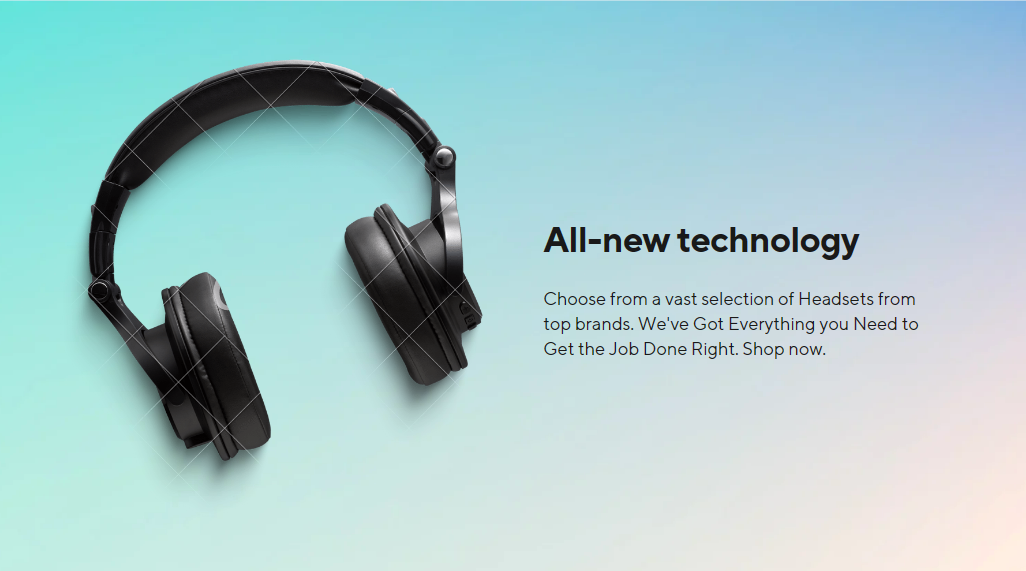 All-new technology
Choose from a vast selection of Headsets from
top brands. We've Got Everything you Need to
Get the Job Done Right. Shop now.